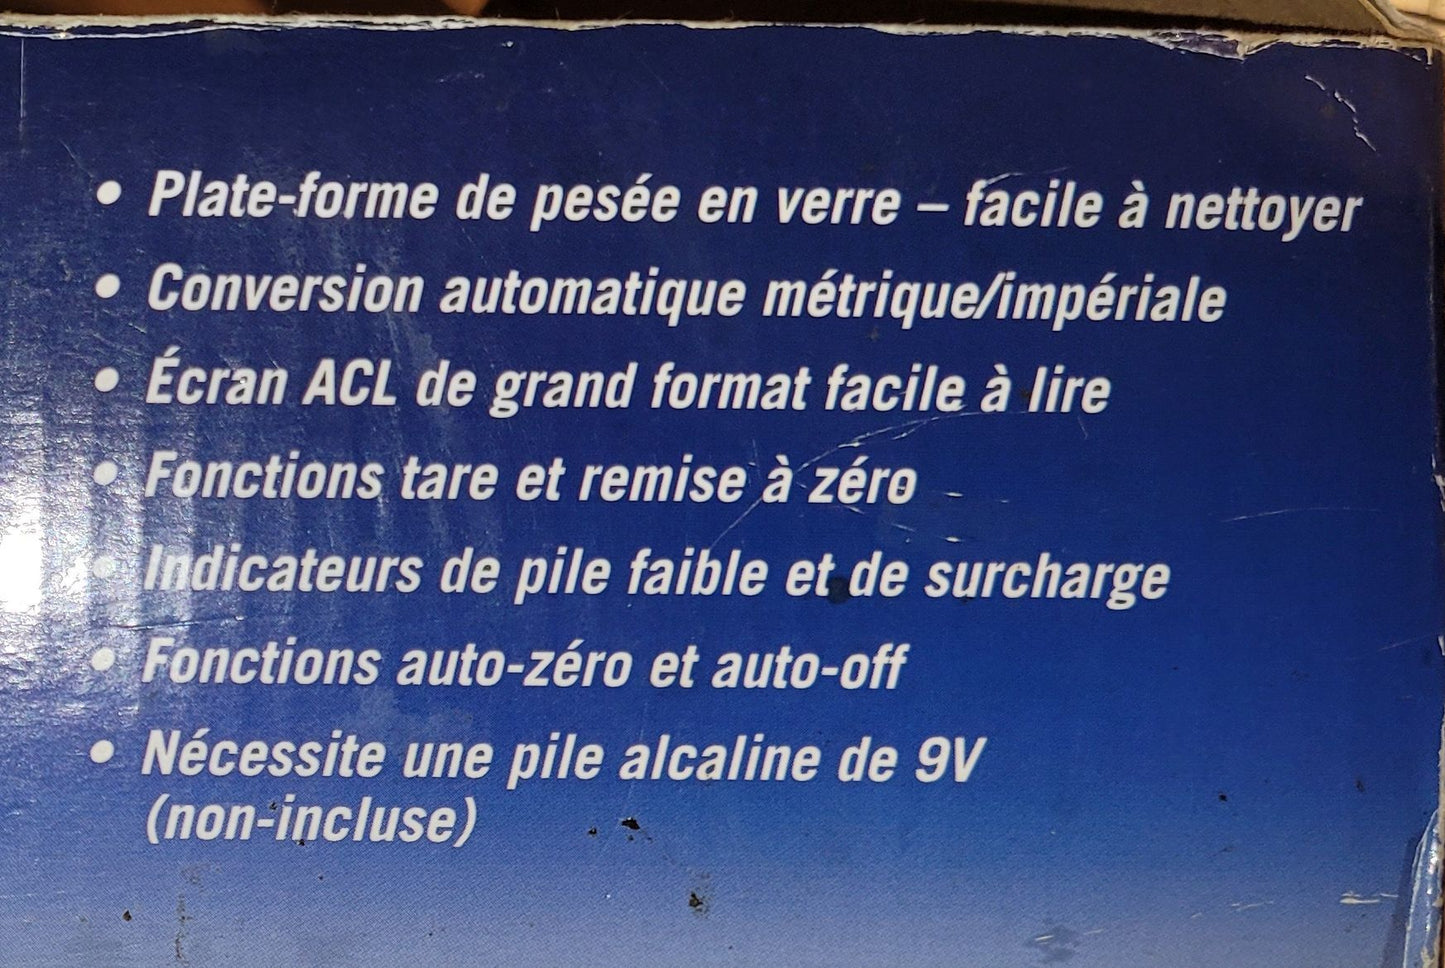 • Plate-forme de pesée en verre – facile à nettoyer
• Conversion automatique métrique/impériale
• Écran ACL de grand format facile à lire
• Fonctions tare et remise à zéro
• Indicateurs de pile faible et de surcharge
• Fonctions auto-zéro et auto-off
• Nécessite une pile alcaline de 9V
(non-incluse)